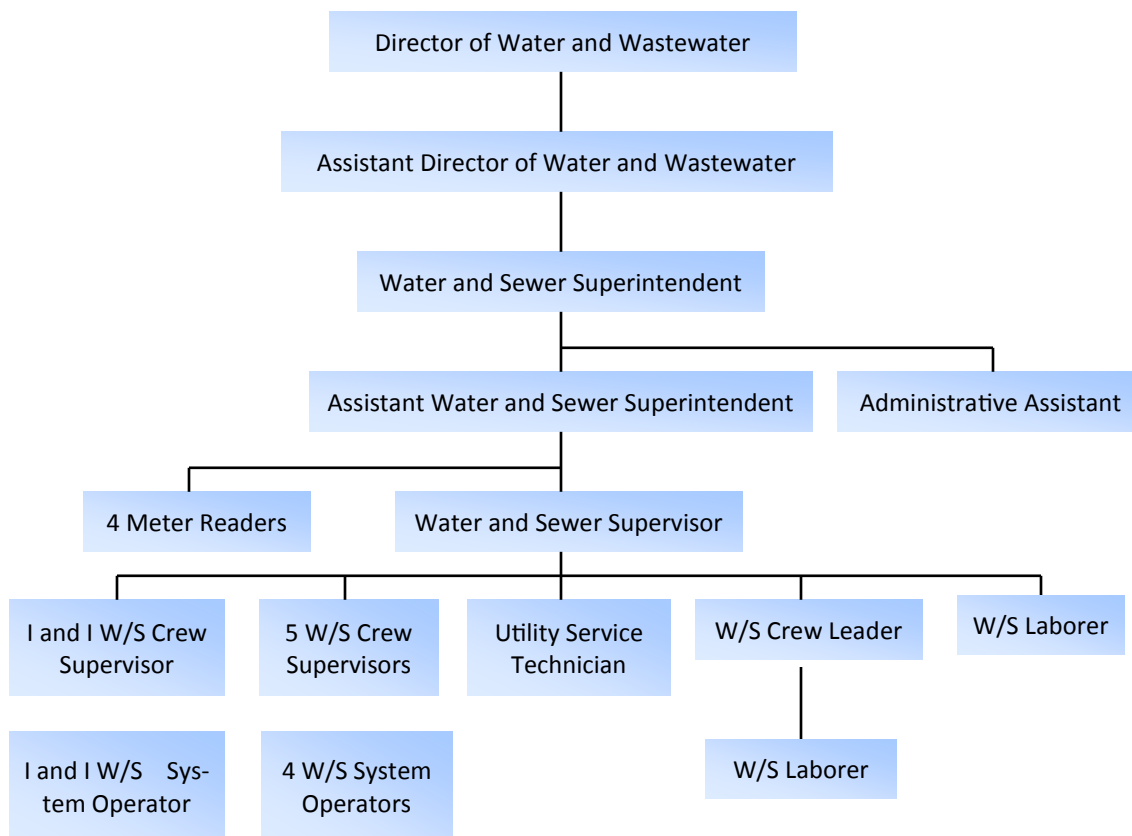 Director of Water and Wastewater
Assistant Director of Water and Wastewater
Water and Sewer Superintendent
Assistant Water and Sewer Superintendent
Administrative Assistant
4 Meter Readers
Water and Sewer Supervisor
I and I W/S Crew
Supervisor
5 W/S Crew
Supervisors
Utility Service
Technician
W/S Crew Leader
W/S Laborer
I and I W/S Sys-
tem Operator
4 W/S System
Operators
W/S Laborer